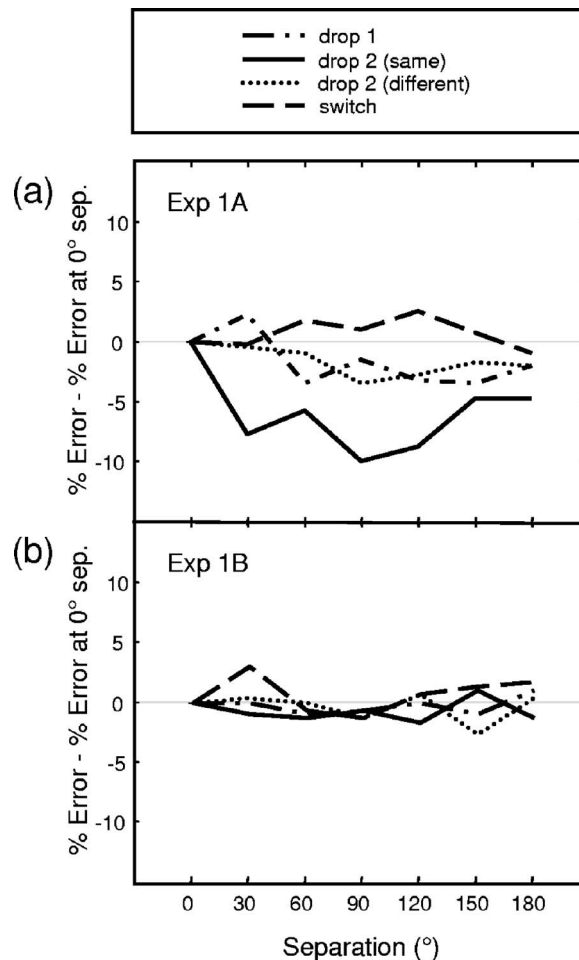 drop 1
drop 2 (same)
drop 2 (different)
switch
(a)
Exp 1A
% Error - % Error at 0° sep.
10
5
0
-5
-10
(b)
Exp 1B
% Error - % Error at 0° sep.
10
5
0
-5
-10
0 30 60 90 120 150 180
Separation (°)